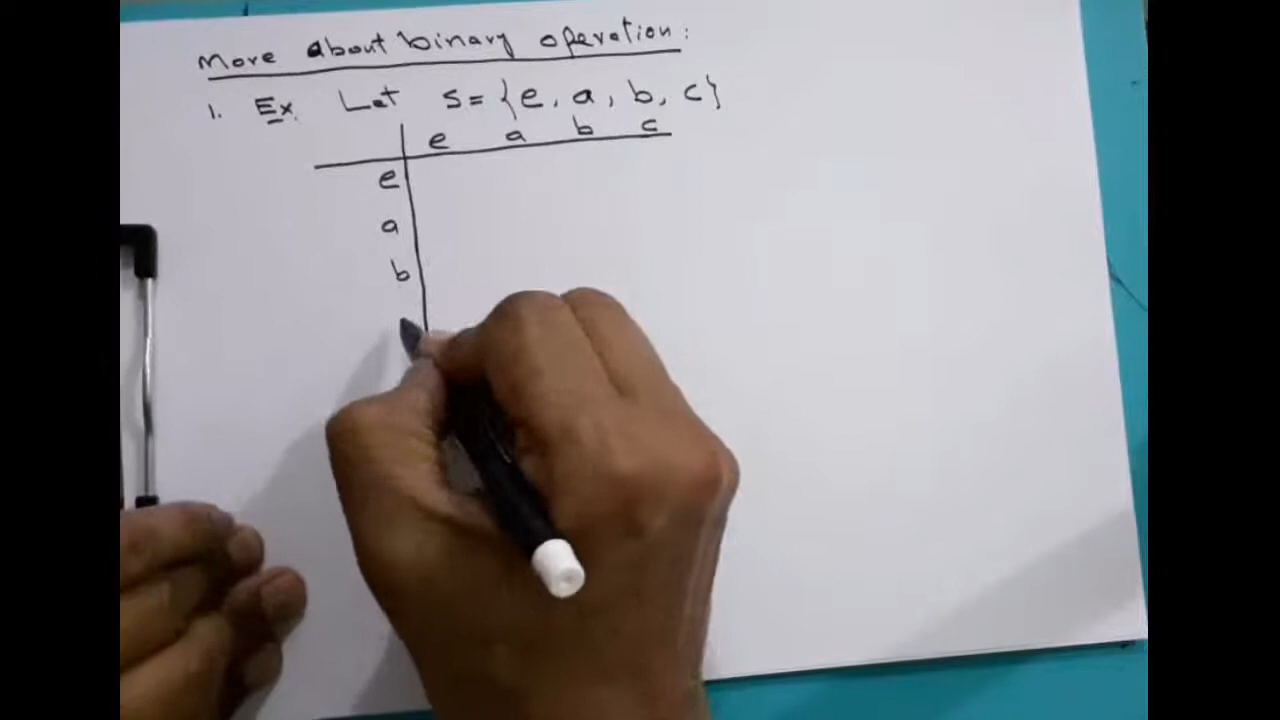 More about binary operation:
1. Ex. Let S = {e, a, b, c}
e a b c
e
a
b